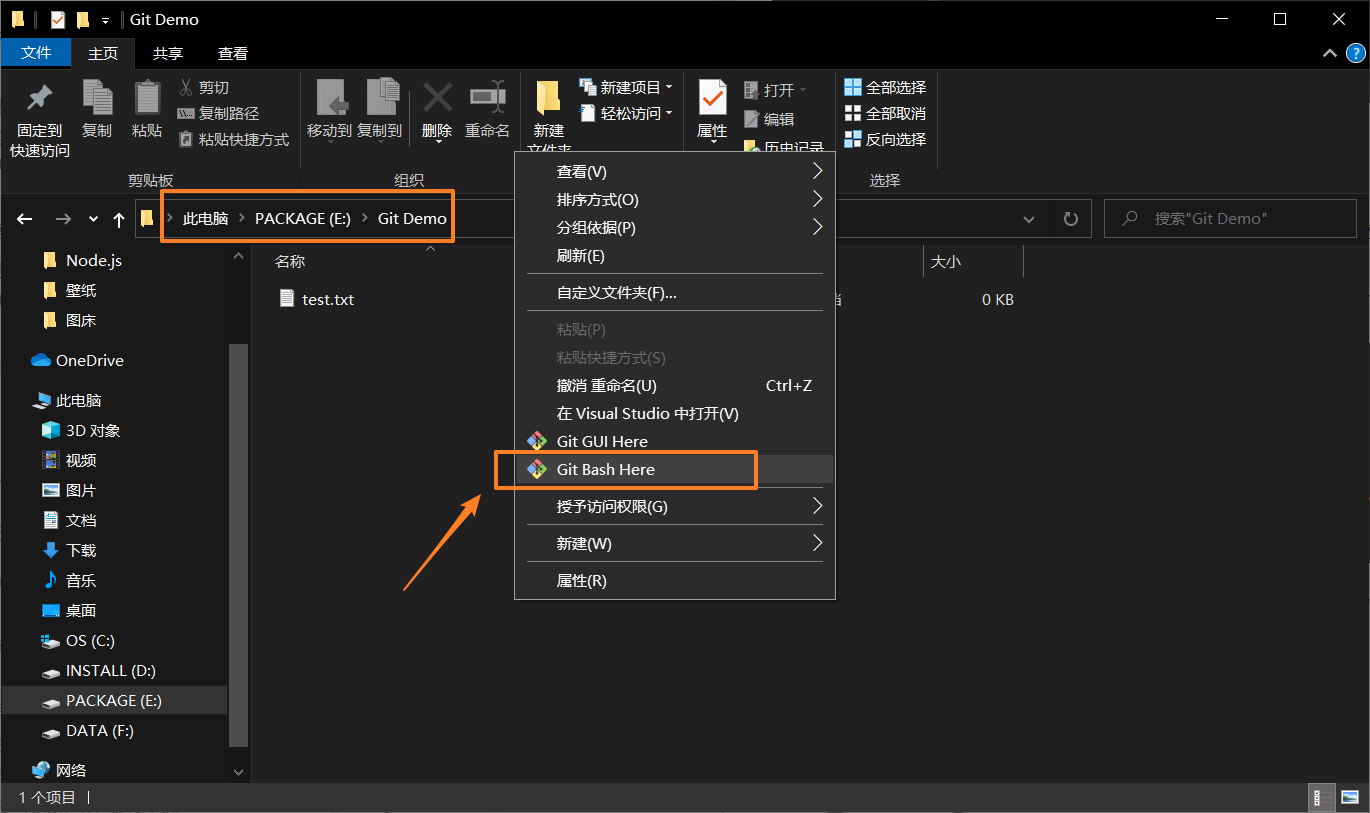 Git Demo
文件 主页 共享 查看
固定到
快速访问
复制
粘贴
剪切
复制路径
粘贴快捷方式
剪贴板
移动到
复制到
删除
重命名
组织
新建
文件夹
新建项目
轻松访问
属性
打开
编辑
历史记录
全部选择
全部取消
反向选择
选择
此电脑 PACKAGE (E:) Git Demo
搜索"Git Demo"
Node.js
壁纸
图床
OneDrive
此电脑
3D 对象
视频
图片
文档
下载
音乐
桌面
OS (C:)
INSTALL (D:)
PACKAGE (E:)
DATA (F:)
网络
名称 大小
test.txt 0 KB
查看(V)
排序方式(O)
分组依据(P)
刷新(E)
自定义文件夹(F)...
粘贴(P)
粘贴快捷方式(S)
撤消 重命名(U) Ctrl+Z
在 Visual Studio 中打开(V)
Git GUI Here
Git Bash Here
授予访问权限(G)
新建(W)
属性(R)
1 个项目